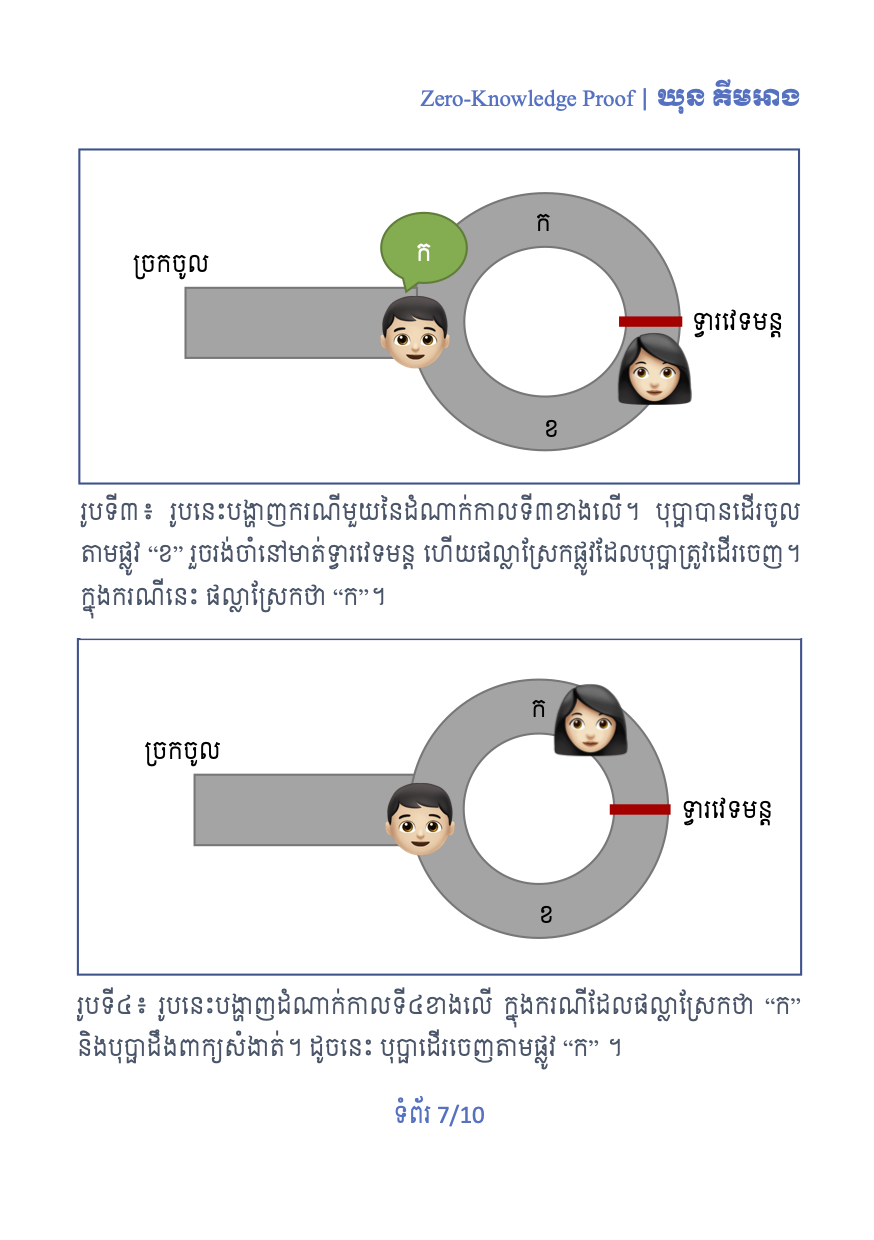 Zero-Knowledge Proof | ឃុន គីមអាង
ក
ក
ច្រកចូល
ទ្វារវេទមន្ត
ខ
រូបទី៣៖ រូបនេះបង្ហាញករណីមួយនៃដំណាក់កាលទី៣ខាងលើ។ បុប្ផាបានដើរចូល
តាមផ្លូវ “ខ” រួចរង់ចាំនៅមាត់ទ្វារវេទមន្ត ហើយផល្លាស្រែកផ្លូវដែលបុប្ផាត្រូវដើរចេញ។
ក្នុងករណីនេះ ផល្លាស្រែកថា “ក”។
ក
ច្រកចូល
ទ្វារវេទមន្ត
ខ
រូបទី៤៖ រូបនេះបង្ហាញដំណាក់កាលទី៤ខាងលើ ក្នុងករណីដែលផល្លាស្រែកថា “ក”
និងបុប្ផាដឹងពាក្យសំងាត់។ ដូចនេះ បុប្ផាដើរចេញតាមផ្លូវ “ក” ។
ទំព័រ 7/10